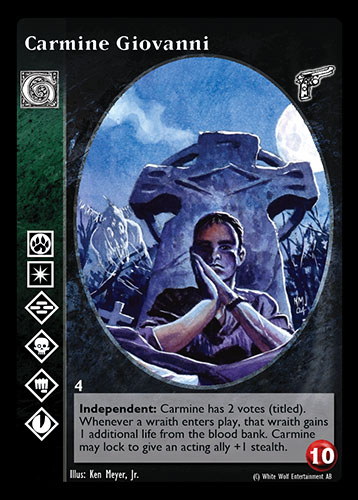 Carmine Giovanni
4
Independent: Carmine has 2 votes (titled).
Whenever a wraith enters play, that wraith gains
1 additional life from the blood bank. Carmine
may lock to give an acting ally +1 stealth.
10
Illus: Ken Meyer, Jr.
(C) White Wolf Entertainment AB